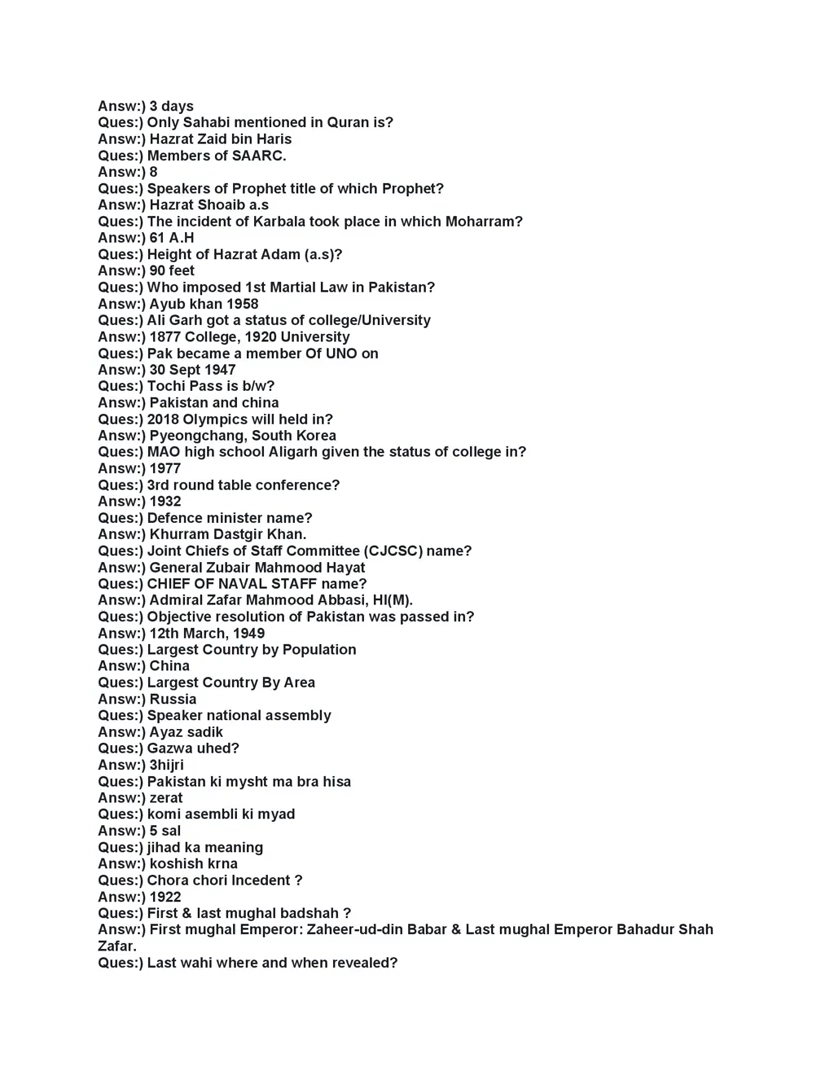 Answ:) 3 days
Ques:) Only Sahabi mentioned in Quran is?
Answ:) Hazrat Zaid bin Haris
Ques:) Members of SAARC.
Answ:) 8
Ques:) Speakers of Prophet title of which Prophet?
Answ:) Hazrat Shoaib a.s
Ques:) The incident of Karbala took place in which Moharram?
Answ:) 61 A.H
Ques:) Height of Hazrat Adam (a.s)?
Answ:) 90 feet
Ques:) Who imposed 1st Martial Law in Pakistan?
Answ:) Ayub khan 1958
Ques:) Ali Garh got a status of college/University
Answ:) 1877 College, 1920 University
Ques:) Pak became a member Of UNO on
Answ:) 30 Sept 1947
Ques:) Tochi Pass is b/w?
Answ:) Pakistan and china
Ques:) 2018 Olympics will held in?
Answ:) Pyeongchang, South Korea
Ques:) MAO high school Aligarh given the status of college in?
Answ:) 1977
Ques:) 3rd round table conference?
Answ:) 1932
Ques:) Defence minister name?
Answ:) Khurram Dastgir Khan.
Ques:) Joint Chiefs of Staff Committee (CJCSC) name?
Answ:) General Zubair Mahmood Hayat
Ques:) CHIEF OF NAVAL STAFF name?
Answ:) Admiral Zafar Mahmood Abbasi, HI(M).
Ques:) Objective resolution of Pakistan was passed in?
Answ:) 12th March, 1949
Ques:) Largest Country by Population
Answ:) China
Ques:) Largest Country By Area
Answ:) Russia
Ques:) Speaker national assembly
Answ:) Ayaz sadik
Ques:) Gazwa uhed?
Answ:) 3hijri
Ques:) Pakistan ki mysht ma bra hisa
Answ:) zerat
Ques:) komi asembli ki myad
Answ:) 5 sal
Ques:) jihad ka meaning
Answ:) koshish krna
Ques:) Chora chori Incedent ?
Answ:) 1922
Ques:) First & last mughal badshah ?
Answ:) First mughal Emperor: Zaheer-ud-din Babar & Last mughal Emperor Bahadur Shah
Zafar.
Ques:) Last wahi where and when revealed?